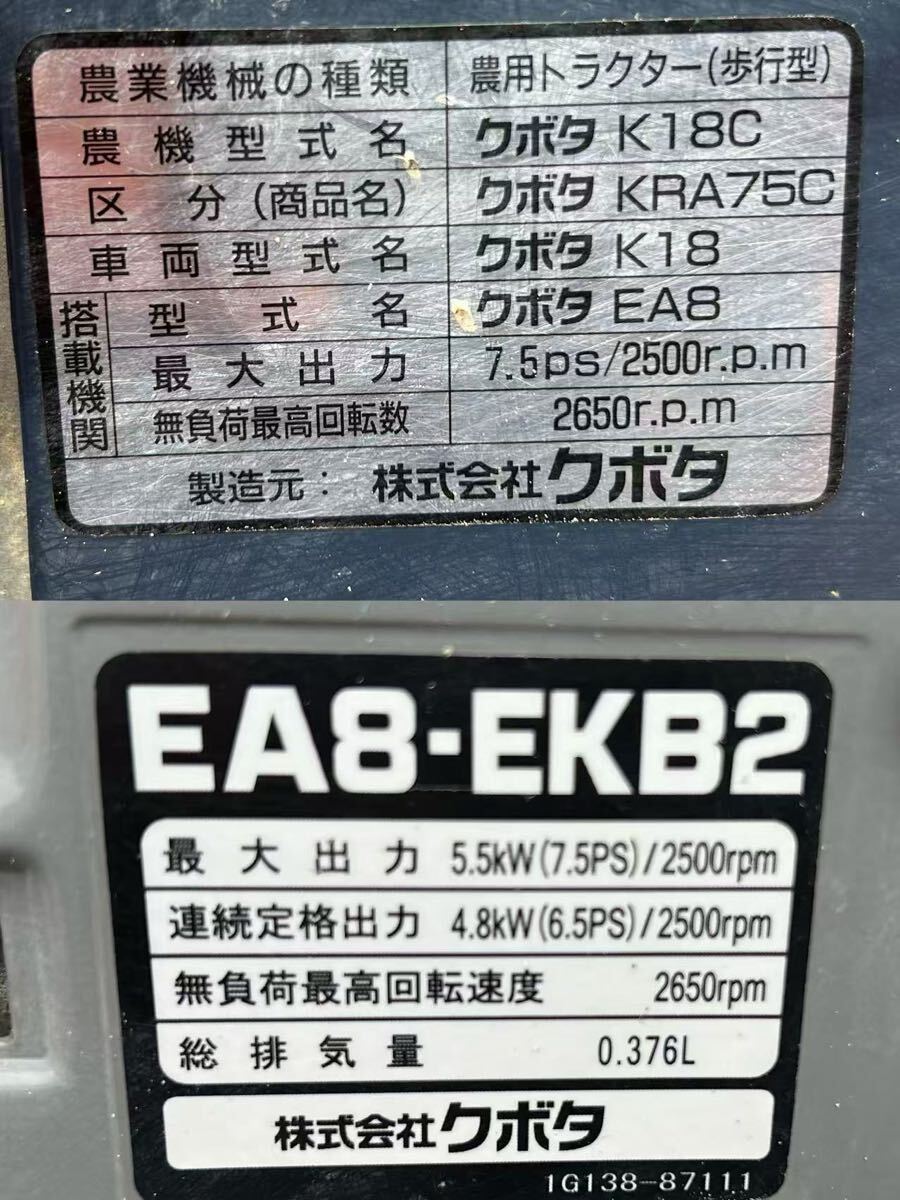 農業機械の種類 農用トラクター(歩行型)
農機型式名 クボタ K18C
区分(商品名) クボタ KRA75C
車両型式名 クボタ K18
搭載機関 型式名 クボタ EA8
最大出力 7.5ps/2500r.p.m
無負荷最高回転数 2650r.p.m
製造元: 株式会社クボタ
EA8-EKB2
最大出力 5.5kW(7.5PS)/2500rpm
連続定格出力 4.8kW(6.5PS)/2500rpm
無負荷最高回転速度 2650rpm
総排気量 0.376L
株式会社クボタ
1G138-87111